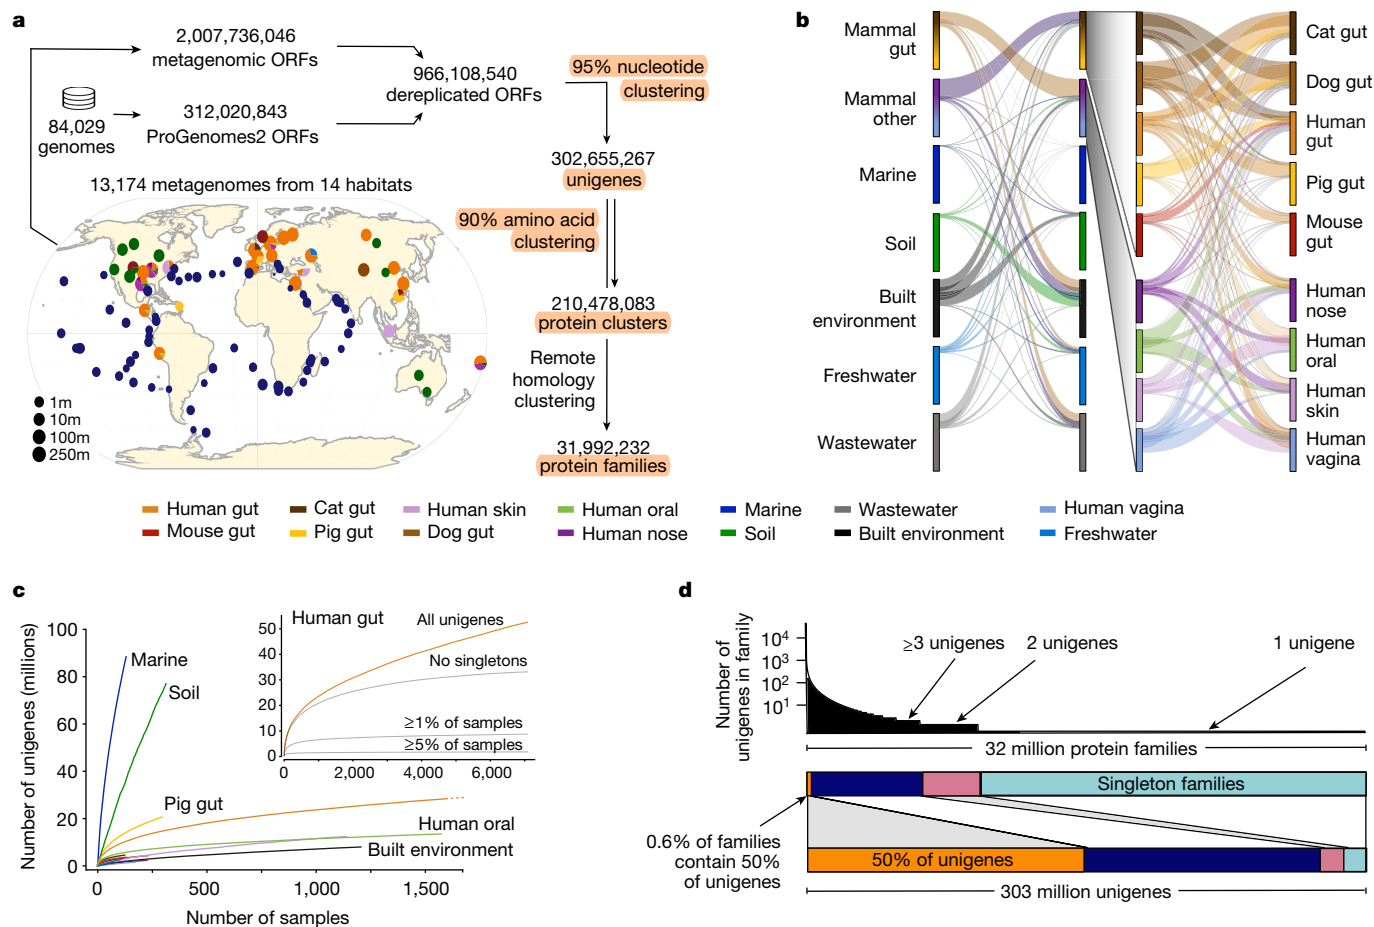 a
2,007,736,046
metagenomic ORFs
84,029
genomes
312,020,843
ProGenomes2 ORFs
966,108,540
dereplicated ORFs
95% nucleotide
clustering
302,655,267
unigenes
90% amino acid
clustering
210,478,083
protein clusters
Remote
homology
clustering
31,992,232
protein families
13,174 metagenomes from 14 habitats
1m
10m
100m
250m
b
Mammal
gut
Mammal
other
Marine
Soil
Built
environment
Freshwater
Wastewater
Cat gut
Dog gut
Human
gut
Pig gut
Mouse
gut
Human
nose
Human
oral
Human
skin
Human
vagina
Human gut
Cat gut
Human skin
Human oral
Marine
Wastewater
Human vagina
Mouse gut
Pig gut
Dog gut
Human nose
Soil
Built environment
Freshwater
c
Number of unigenes (millions)
100
80
60
40
20
0
0
500
1,000
1,500
Number of samples
Marine
Soil
Pig gut
Human oral
Built environment
Human gut
50
40
30
20
10
0
0
2,000
4,000
6,000
All unigenes
No singletons
≥1% of samples
≥5% of samples
d
Number of
unigenes in family
10⁴
10³
10²
10¹
≥3 unigenes
2 unigenes
1 unigene
32 million protein families
Singleton families
0.6% of families
contain 50%
of unigenes
50% of unigenes
303 million unigenes